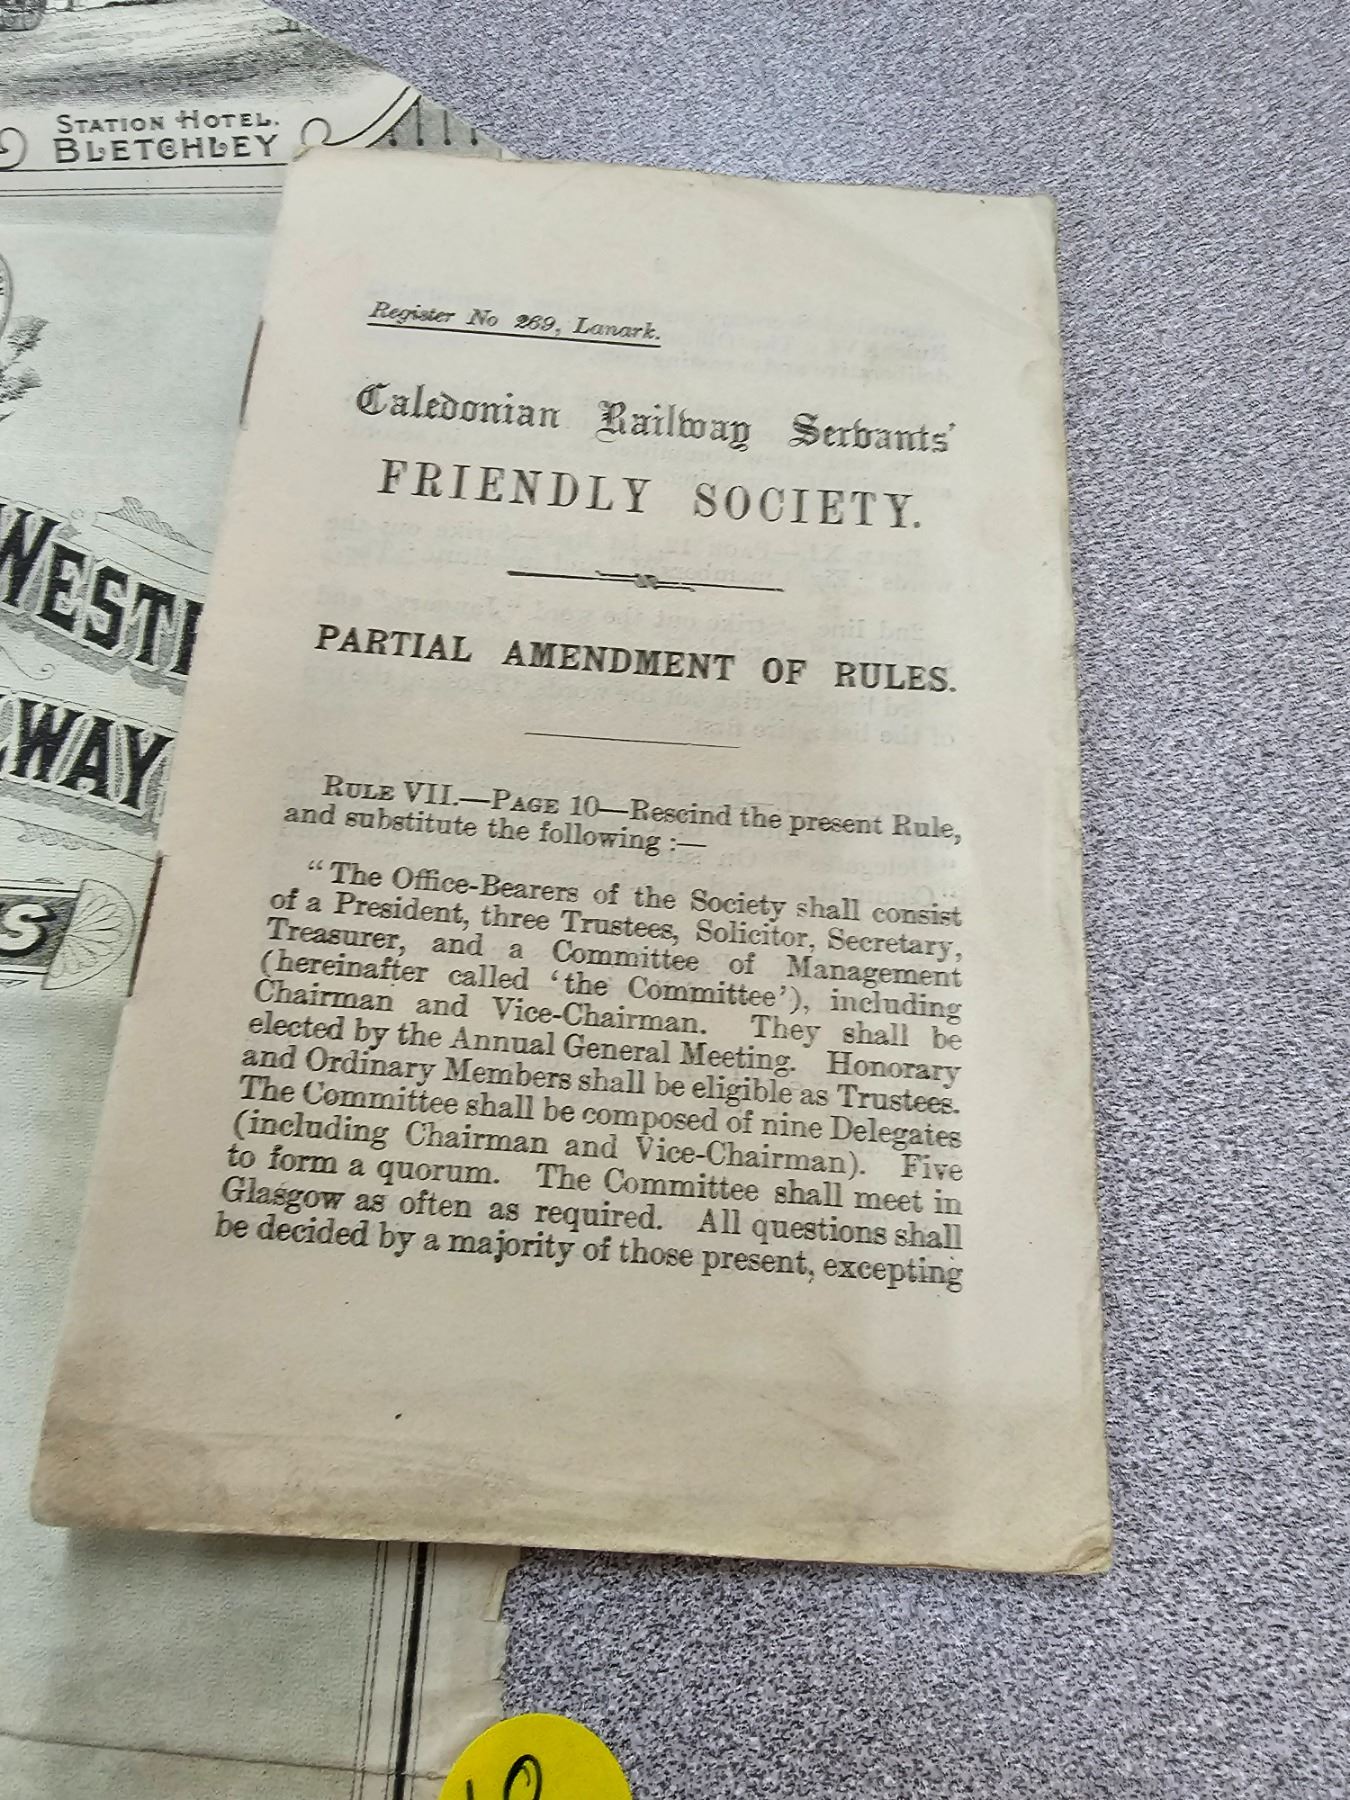 STATION HOTEL.
BLETCHLEY
WEST
WAY
S
Register No 269, Lanark.
Caledonian Railway Servants'
FRIENDLY SOCIETY.
PARTIAL AMENDMENT OF RULES.
RULE VII.—PAGE 10—Rescind the present Rule,
and substitute the following :—
“The Office-Bearers of the Society shall consist
of a President, three Trustees, Solicitor, Secretary,
Treasurer, and a Committee of Management
(hereinafter called ‘the Committee’), including
Chairman and Vice-Chairman. They shall be
elected by the Annual General Meeting. Honorary
and Ordinary Members shall be eligible as Trustees.
The Committee shall be composed of nine Delegates
(including Chairman and Vice-Chairman). Five
to form a quorum. The Committee shall meet in
Glasgow as often as required. All questions shall
be decided by a majority of those present, excepting